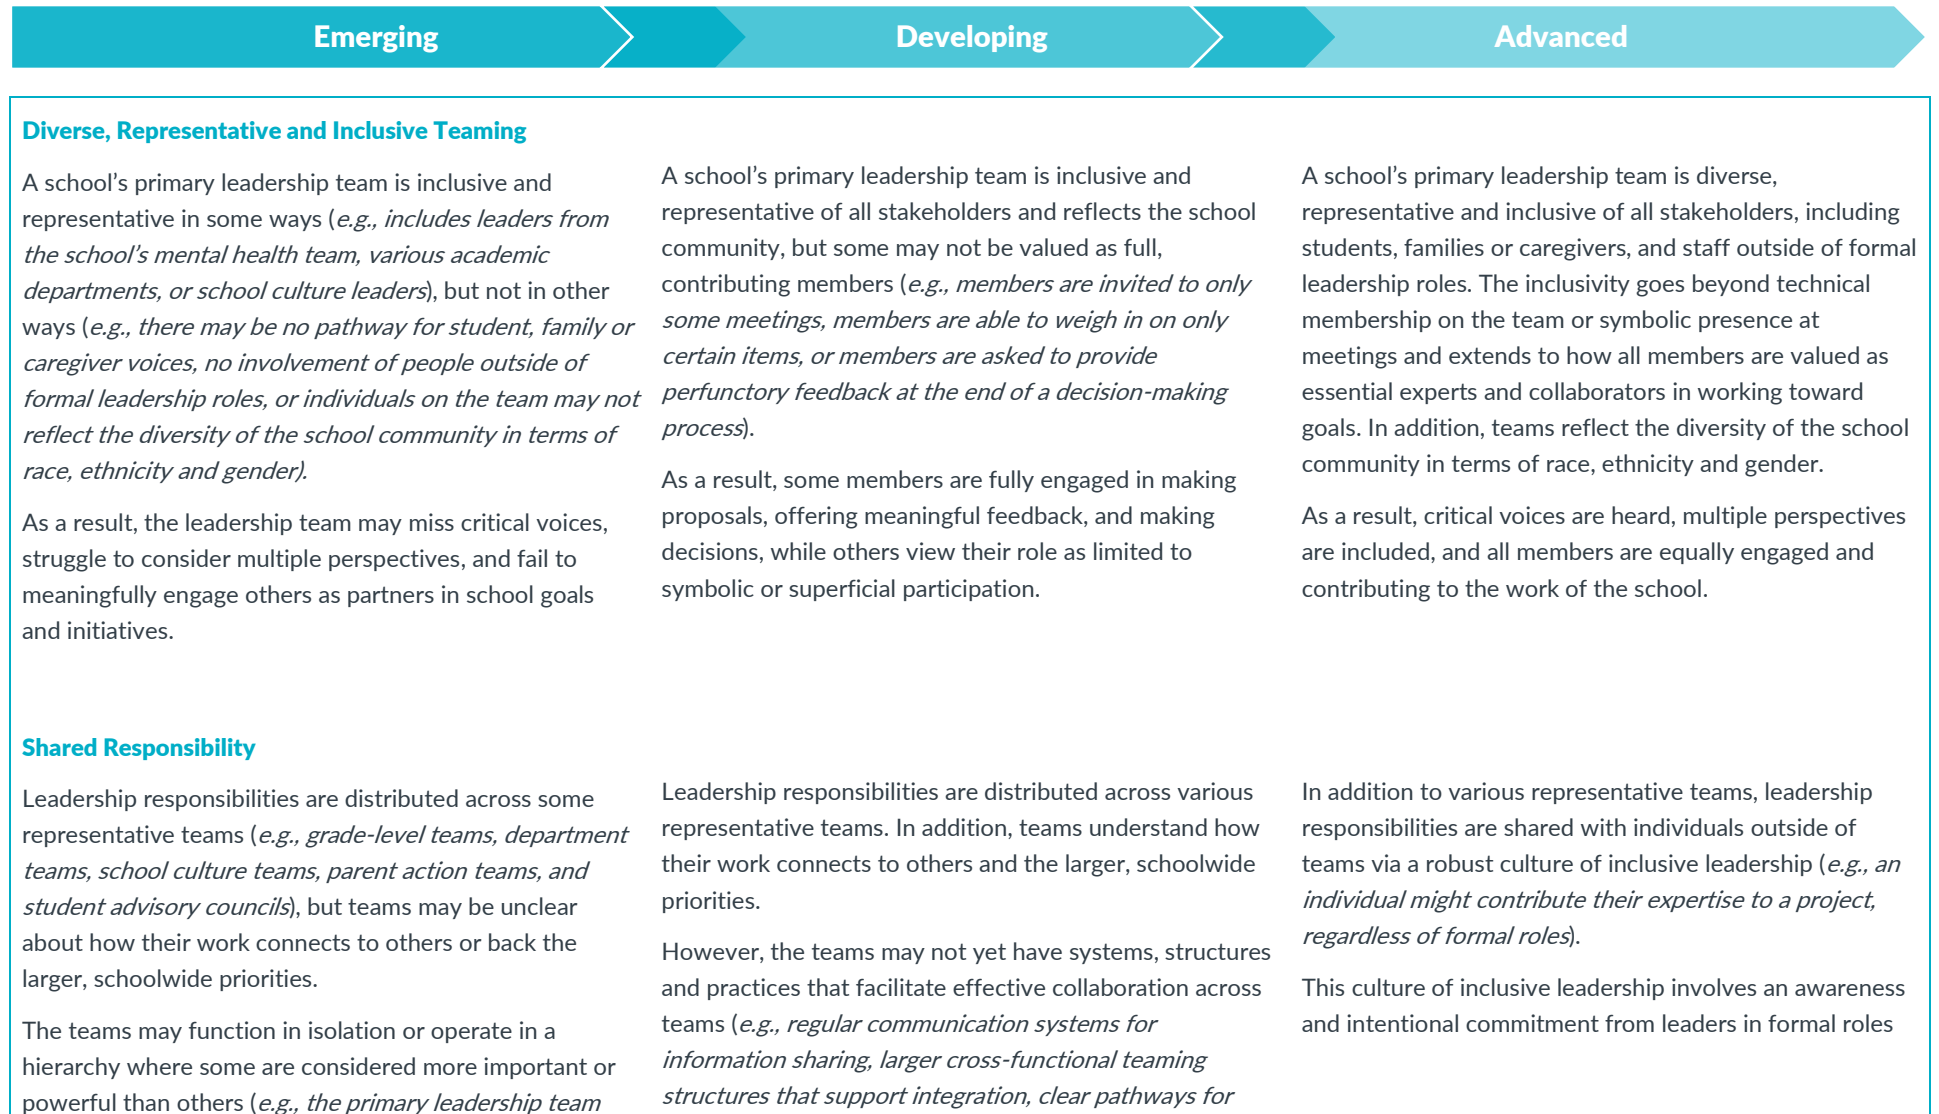 Emerging
Developing
Advanced
Diverse, Representative and Inclusive Teaming
A school’s primary leadership team is inclusive and
representative in some ways (e.g., includes leaders from
the school’s mental health team, various academic
departments, or school culture leaders), but not in other
ways (e.g., there may be no pathway for student, family or
caregiver voices, no involvement of people outside of
formal leadership roles, or individuals on the team may not
reflect the diversity of the school community in terms of
race, ethnicity and gender).
As a result, the leadership team may miss critical voices,
struggle to consider multiple perspectives, and fail to
meaningfully engage others as partners in school goals
and initiatives.
A school’s primary leadership team is inclusive and
representative of all stakeholders and reflects the school
community, but some may not be valued as full,
contributing members (e.g., members are invited to only
some meetings, members are able to weigh in on only
certain items, or members are asked to provide
perfunctory feedback at the end of a decision-making
process).
As a result, some members are fully engaged in making
proposals, offering meaningful feedback, and making
decisions, while others view their role as limited to
symbolic or superficial participation.
A school’s primary leadership team is diverse,
representative and inclusive of all stakeholders, including
students, families or caregivers, and staff outside of formal
leadership roles. The inclusivity goes beyond technical
membership on the team or symbolic presence at
meetings and extends to how all members are valued as
essential experts and collaborators in working toward
goals. In addition, teams reflect the diversity of the school
community in terms of race, ethnicity and gender.
As a result, critical voices are heard, multiple perspectives
are included, and all members are equally engaged and
contributing to the work of the school.
Shared Responsibility
Leadership responsibilities are distributed across some
representative teams (e.g., grade-level teams, department
teams, school culture teams, parent action teams, and
student advisory councils), but teams may be unclear
about how their work connects to others or back the
larger, schoolwide priorities.
The teams may function in isolation or operate in a
hierarchy where some are considered more important or
powerful than others (e.g., the primary leadership team
Leadership responsibilities are distributed across various
representative teams. In addition, teams understand how
their work connects to others and the larger, schoolwide
priorities.
However, the teams may not yet have systems, structures
and practices that facilitate effective collaboration across
teams (e.g., regular communication systems for
information sharing, larger cross-functional teaming
structures that support integration, clear pathways for
In addition to various representative teams, leadership
responsibilities are shared with individuals outside of
teams via a robust culture of inclusive leadership (e.g., an
individual might contribute their expertise to a project,
regardless of formal roles).
This culture of inclusive leadership involves an awareness
and intentional commitment from leaders in formal roles